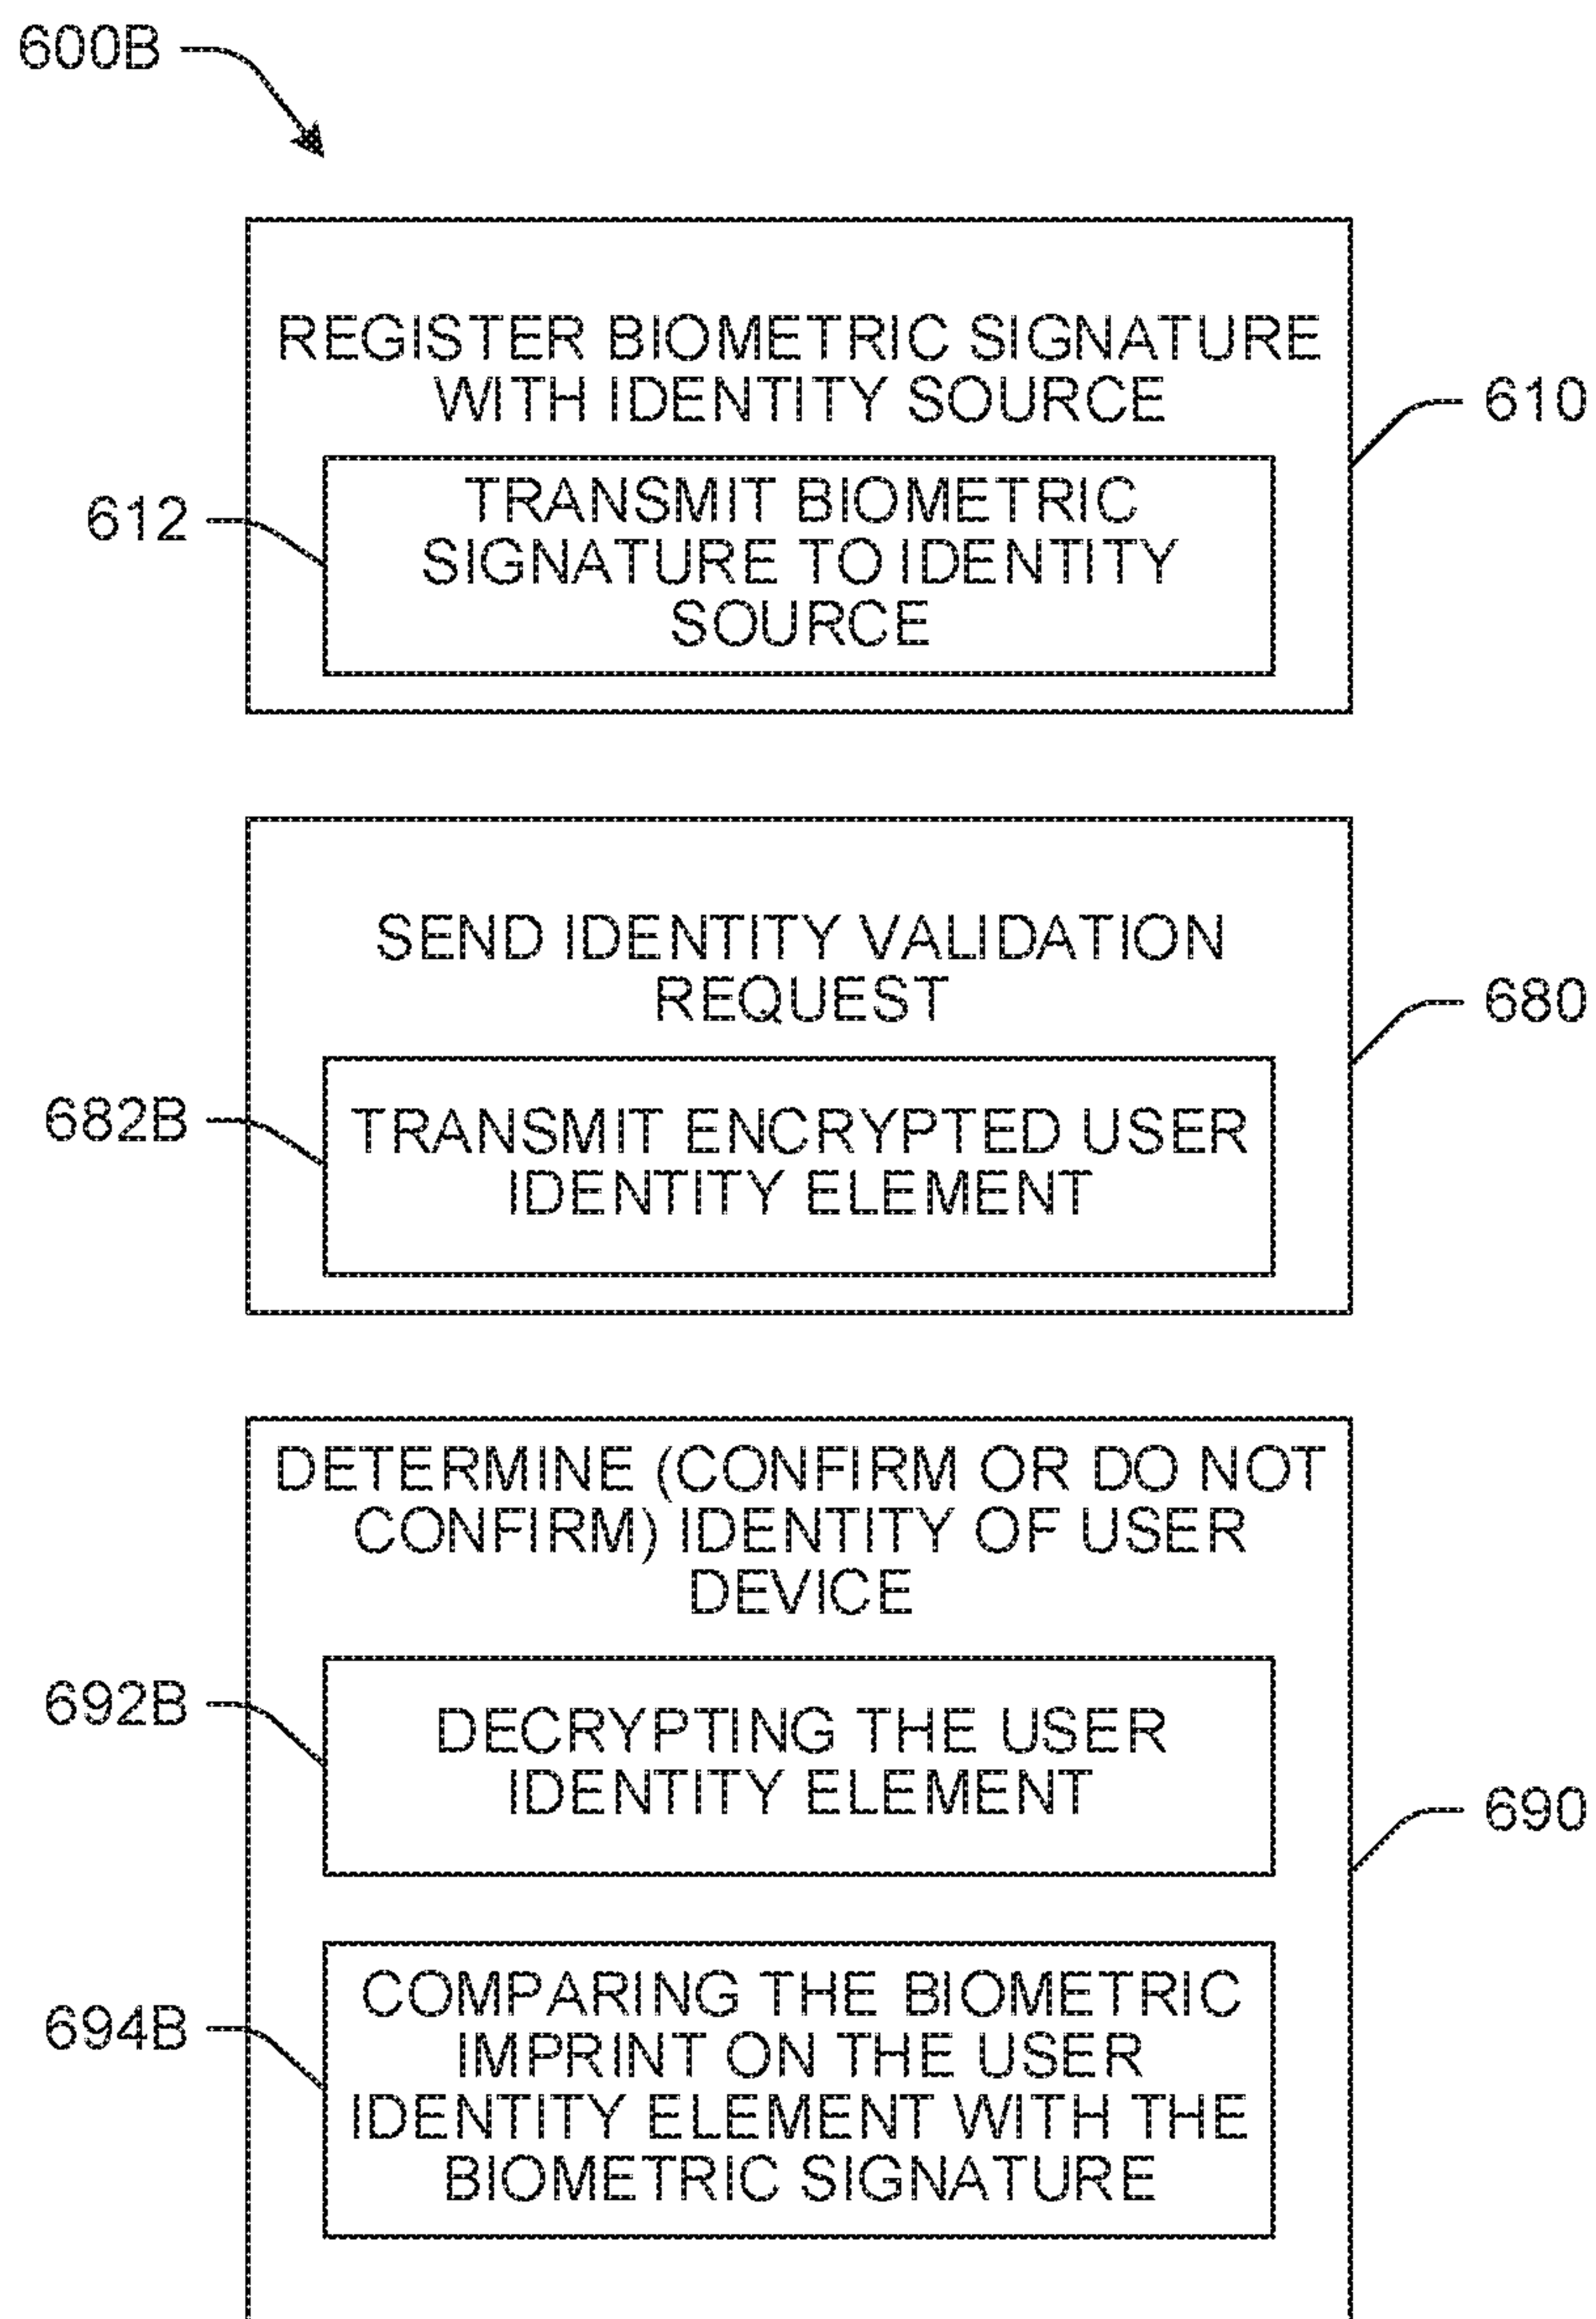 600B
REGISTER BIOMETRIC SIGNATURE
WITH IDENTITY SOURCE
610
612
TRANSMIT BIOMETRIC
SIGNATURE TO IDENTITY
SOURCE
SEND IDENTITY VALIDATION
REQUEST
680
682B
TRANSMIT ENCRYPTED USER
IDENTITY ELEMENT
DETERMINE (CONFIRM OR DO NOT
CONFIRM) IDENTITY OF USER
DEVICE
692B
DECRYPTING THE USER
IDENTITY ELEMENT
690
694B
COMPARING THE BIOMETRIC
IMPRINT ON THE USER
IDENTITY ELEMENT WITH THE
BIOMETRIC SIGNATURE